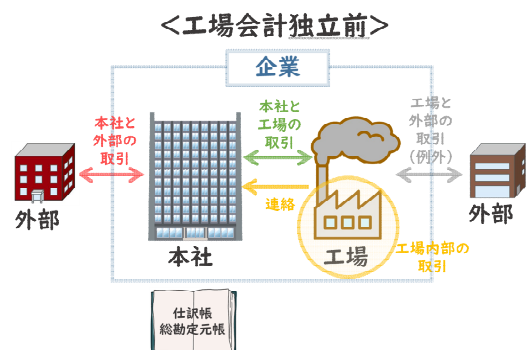 <工場会計独立前>
企業
本社と
外部の
取引
本社と
工場の
取引
工場と
外部の
取引
(例外)
連絡
外部
本社
工場
外部
工場内部の
取引
仕訳帳
総勘定元帳